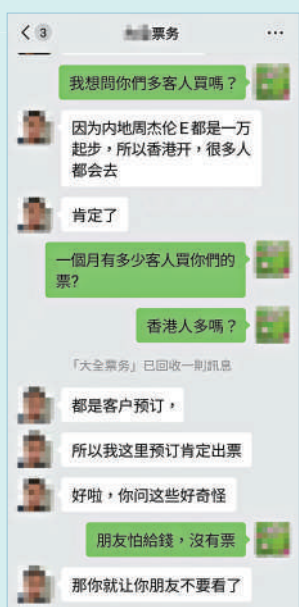 3
票务
我想問你們多客人買嗎？
因为内地周杰伦E都是一万
起步，所以香港开，很多人
都会去
肯定了
一個月有多少客人買你們的
票?
香港人多嗎？
「大全票务」已回收一則訊息
都是客户预订，
所以我这里预订肯定出票
好啦，你问这些好奇怪
朋友怕給錢，沒有票
那你就让你朋友不要看了